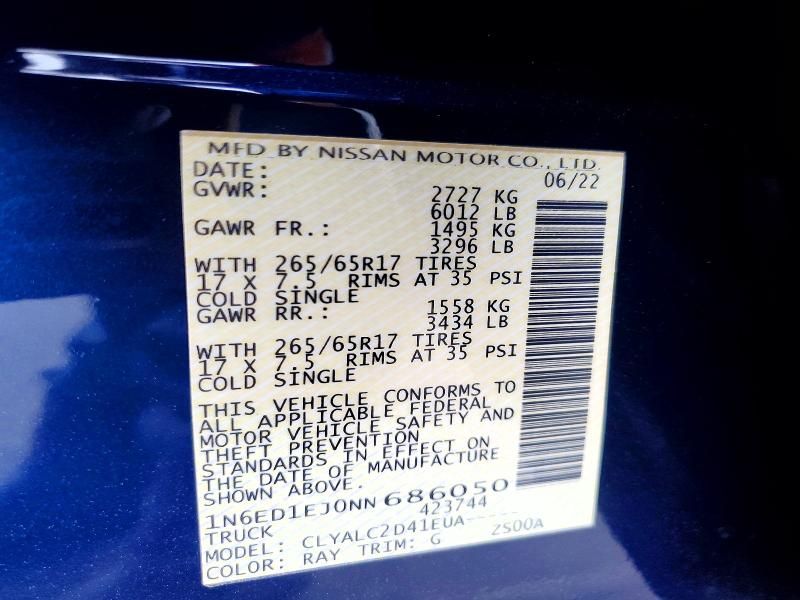 MFD BY NISSAN MOTOR CO., LTD.
DATE: 06/22
GVWR: 2727 KG
6012 LB
GAWR FR.: 1495 KG
3296 LB
WITH 265/65R17 TIRES
17 X 7.5 RIMS AT 35 PSI
COLD SINGLE
GAWR RR.: 1558 KG
3434 LB
WITH 265/65R17 TIRES
17 X 7.5 RIMS AT 35 PSI
COLD SINGLE
THIS VEHICLE CONFORMS TO
ALL APPLICABLE FEDERAL
MOTOR VEHICLE SAFETY AND
THEFT PREVENTION
STANDARDS IN EFFECT ON
THE DATE OF MANUFACTURE
SHOWN ABOVE.
1N6ED1EJ0NN686050
TRUCK 423744
MODEL: CLYALC2D41EUA-----
COLOR: RAY TRIM: G ZS00A